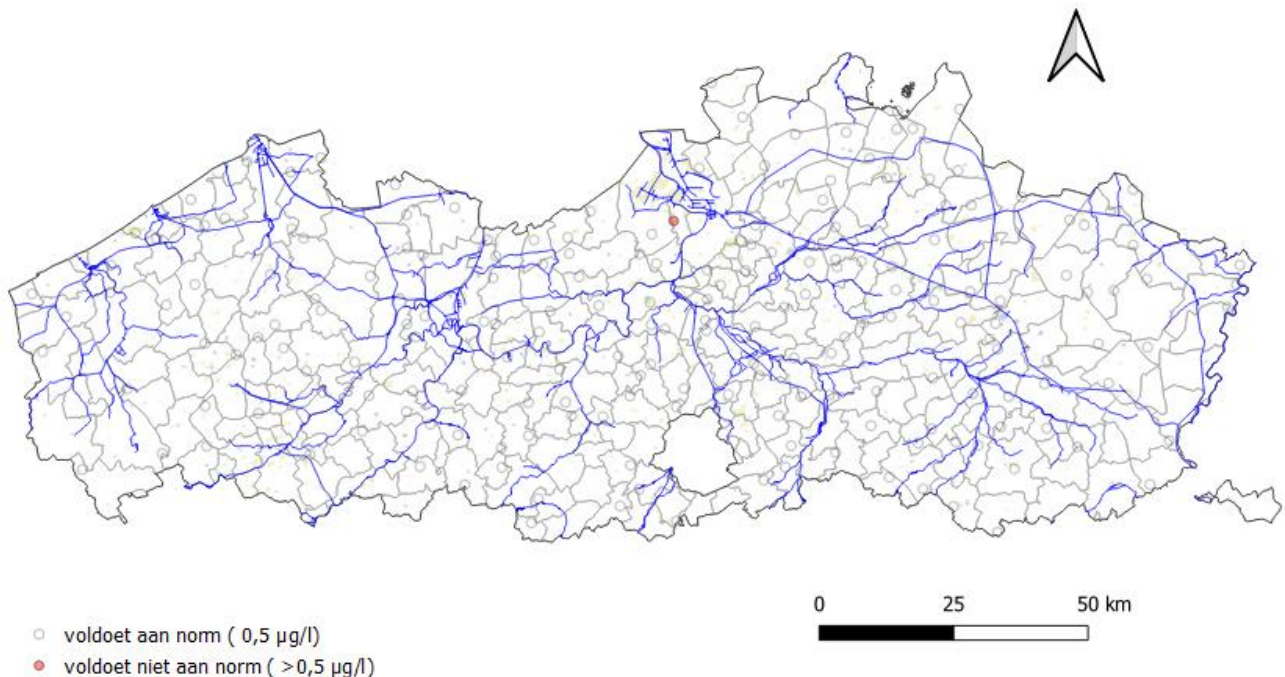 0 25 50 km
voldoet aan norm ( 0,5 µg/l)
voldoet niet aan norm ( >0,5 µg/l)